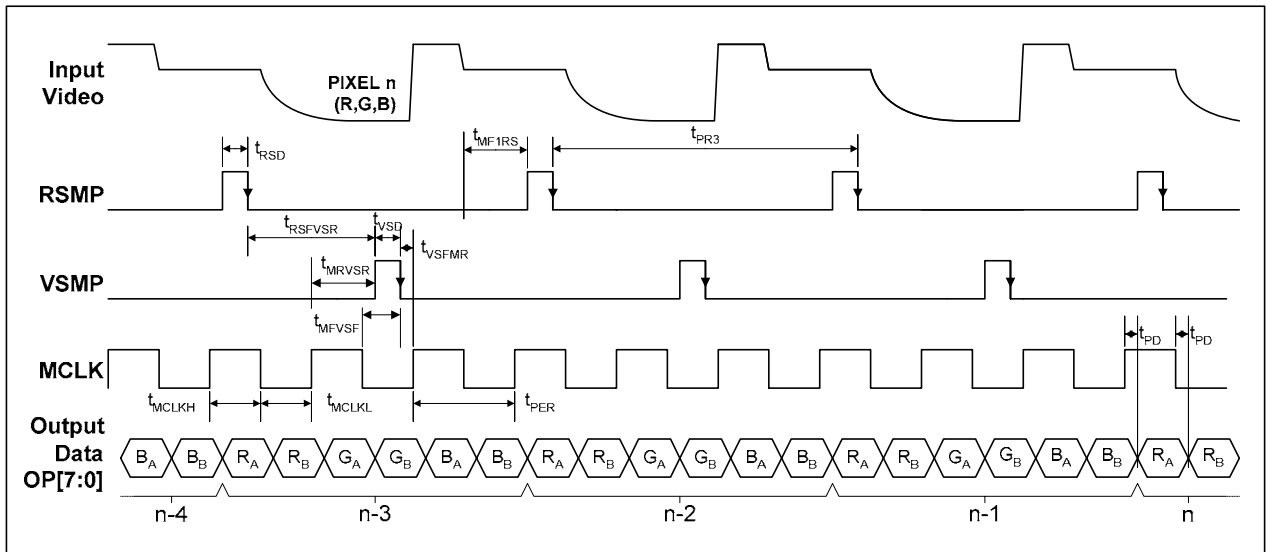 Input
Video
PIXEL n
(R,G,B)
tRSD
tMF1RS
tPR3
RSMP
tRSFVSR
tVSD
tVSFMR
VSMP
tMRVSR
tMFVSF
tPD
tPD
MCLK
tMCLKH
tMCLKL
tPER
Output
Data
OP[7:0]
BA BB RA RB GA GB BA BB RA RB GA GB BA BB RA RB GA GB BA BB RA RB
n-4 n-3 n-2 n-1 n